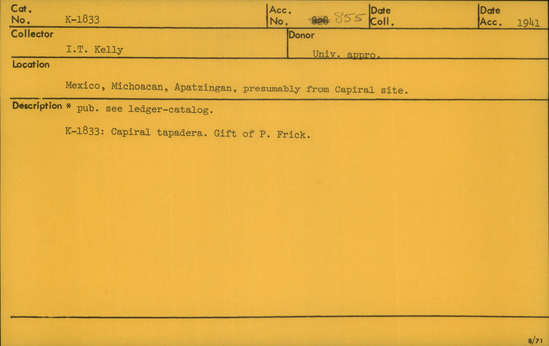 Cat. No. K-1833 Acc. No. 855 Date Coll. Date Acc. 1941
Collector Donor
I.T. Kelly Univ. appro.
Location
Mexico, Michoacan, Apatzingan, presumably from Capiral site.
Description * pub. see ledger-catalog.
K-1833: Capiral tapadera. Gift of P. Frick.
8/71